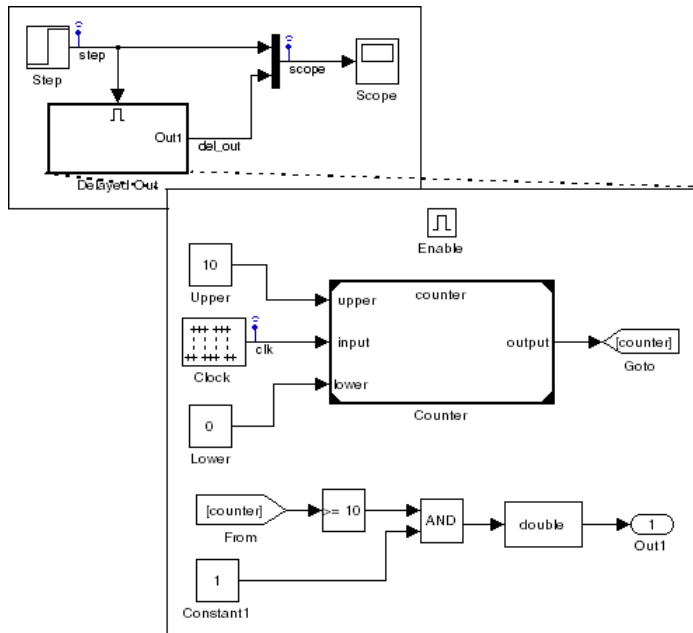 step
Step
scope
Scope
Out1
del_out
Delayed Out
Enable
10
Upper
upper
counter
clk
input
output
[counter]
Clock
Goto
lower
Counter
0
Lower
[counter]
>= 10
AND
double
1
From
Out1
1
Constant1